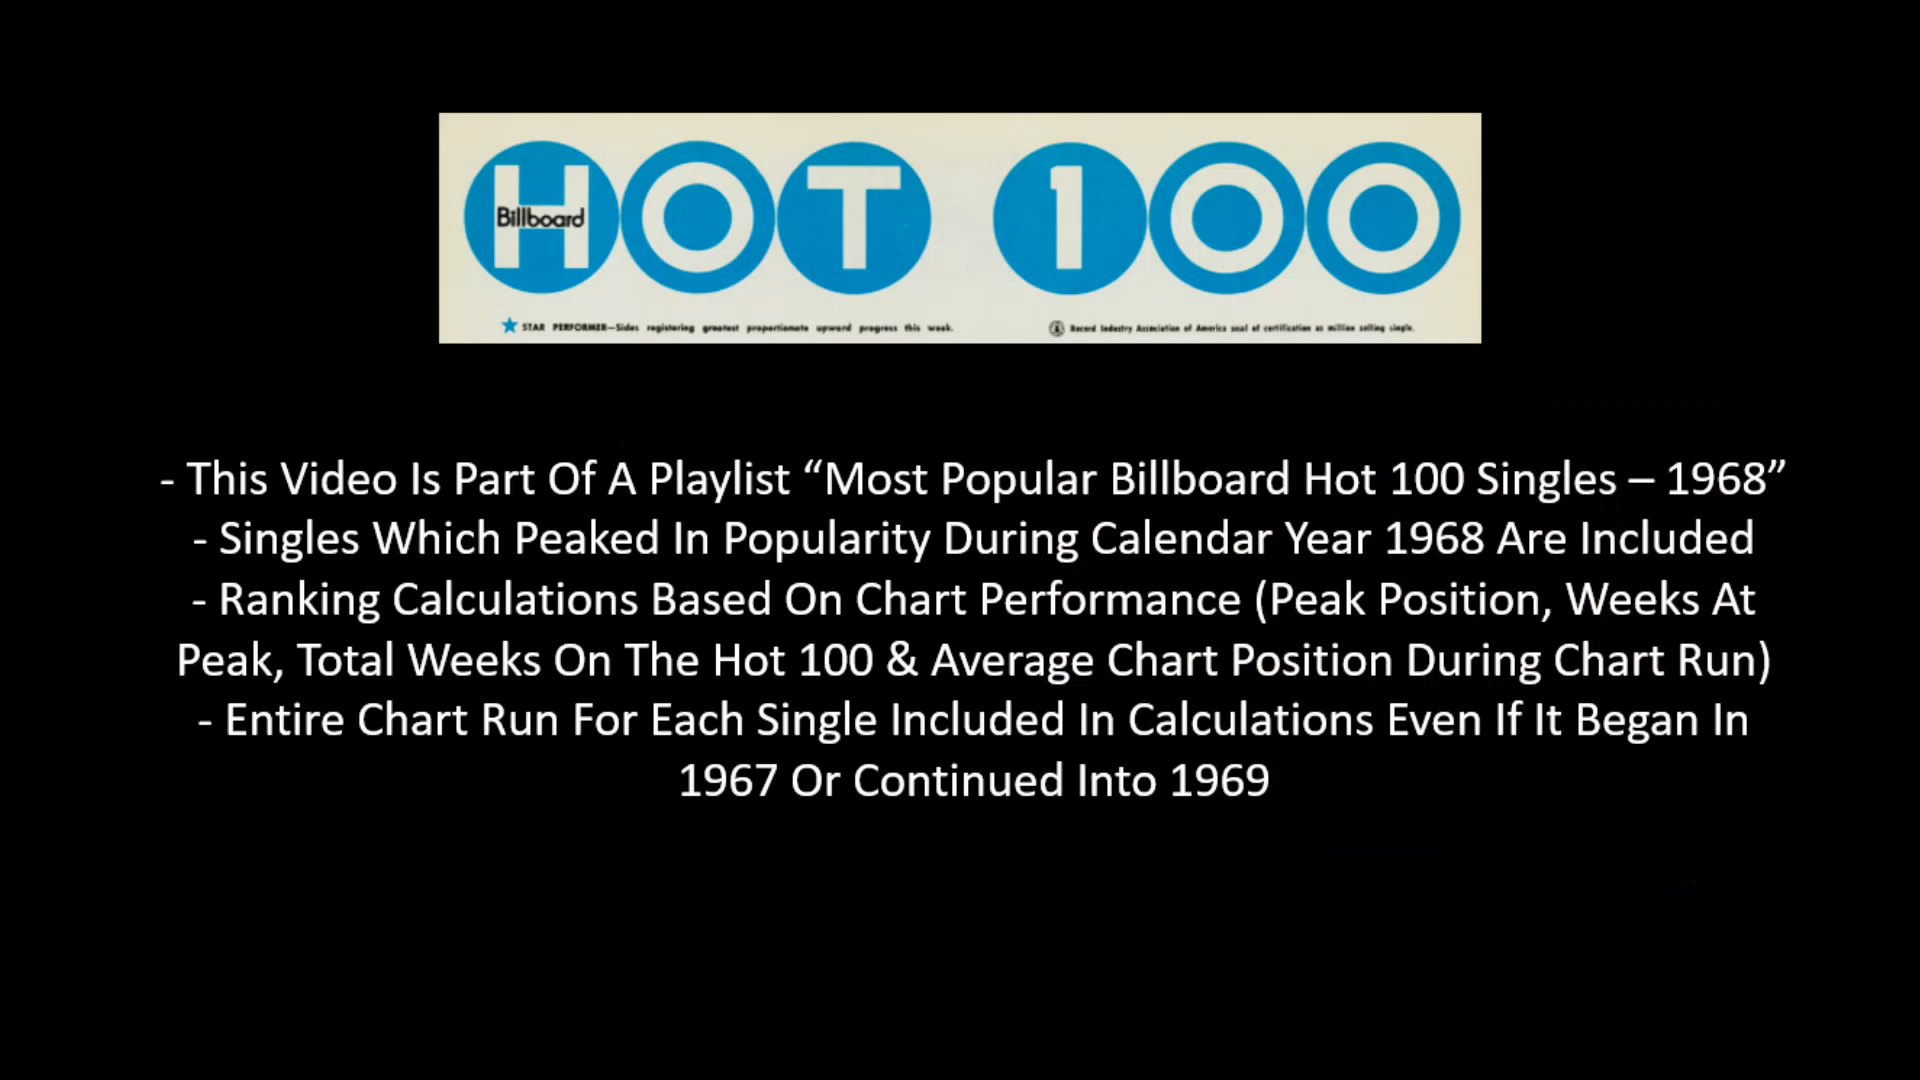 HOT 100
Billboard
STAR PERFORMER—Sides registering greatest proportionate upward progress this week.
Record Industry Association of America seal of certification as million selling single.
- This Video Is Part Of A Playlist “Most Popular Billboard Hot 100 Singles – 1968”
- Singles Which Peaked In Popularity During Calendar Year 1968 Are Included
- Ranking Calculations Based On Chart Performance (Peak Position, Weeks At
Peak, Total Weeks On The Hot 100 & Average Chart Position During Chart Run)
- Entire Chart Run For Each Single Included In Calculations Even If It Began In
1967 Or Continued Into 1969